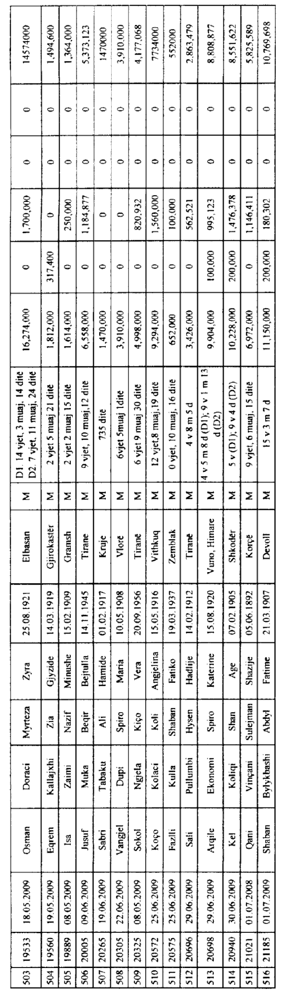 503 19533 18.05.2009 Osman Doraci Myrteza Zyra 25.08.1921 Elbasan M D1. 14 vjet, 3 muaj, 14 ditë 16,274,000 0 1,700,000 0 0 14574000
D2. 7 vjet, 11 muaj, 24 ditë
504 19560 19.05.2009 Eqrem Kallajxhi Zia Gjyzide 14.03.1919 Gjirokastër M 2 vjet 5 muaj 21 ditë 1,812,000 317,400 0 0 0 1,494,600
505 19889 08.05.2009 Isa Zaimi Nazif Minushe 15.02.1909 Gramsh M 2 vjet 2 muaj 15 ditë 1,614,000 0 250,000 0 0 1,364,000
506 20005 09.06.2009 Jusuf Muka Beqir Bejtulla 14.11.1945 Tirane M 9 vjet, 10 muaj,12 ditë 6,558,000 0 1,184,877 0 0 5,373,123
507 20265 19.06.2009 Sabri Tabaku Ali Hamide 01.02.1917 Kruje M 735 ditë 1,470,000 0 0 0 0 1470000
508 20305 22.06.2009 Vangjel Dupi Spiro Maria 10.05.1908 Vlorë M 6vjet 5muaj 1ditë 3,910,000 0 0 0 0 3,910,000
509 20325 08.05.2009 Sokol Ngjela Kiço Vera 20.09.1956 Tiranë M 6 vjet 9 muaj 30 ditë 4,998,000 0 820,932 0 0 4,177,068
510 20572 25.06.2009 Koço Kolaci Koli Angjelina 15.05.1916 Vithkuq M 12 vjet,8 muaj,19 ditë 9,294,000 0 1,560,000 0 0 7734000
511 20575 25.06.2009 Fazlli Kulla Shaban Fatiko 19.03.1937 Zemblak M 0 vjet, 10 muaj, 16 ditë 652,000 0 100,000 0 0 552000
512 20696 29.06.2009 Sali Pullumbi Hysen Hadlije 14.02.1912 Tiranë M 4 v 8 m 5 d 3,426,000 0 562,521 0 0 2,863,479
513 20698 29.06.2009 Arqile Ekonomi Spiro Katerine 15.08.1920 Vuno, Himare M 4 v 5 m 8 d (D1); 9 v 1 m 13 9,904,000 100,000 995,123 0 0 8,808,877
d (D2)
514 20940 30.06.2009 Kel Koliqi Shan Age 07.02.1905 Shkodër M 5 v (D1); 9 v 4 d (D2) 10,228,000 200,000 1,476,378 0 0 8,551,622
515 21021 01.07.2008 Qani Vinçani Sulejman Shazije 05.06.1892 Korçë M 9 vjet, 6 muaj, 15 ditë 6,972,000 0 1,146,411 0 0 5,825,589
516 21185 01.07.2009 Shaban Bylykbashi Abdyl Fatime 21.03.1907 Devoll M 15 v 3 m 7 d 11,150,000 200,000 180,302 0 0 10,769,698